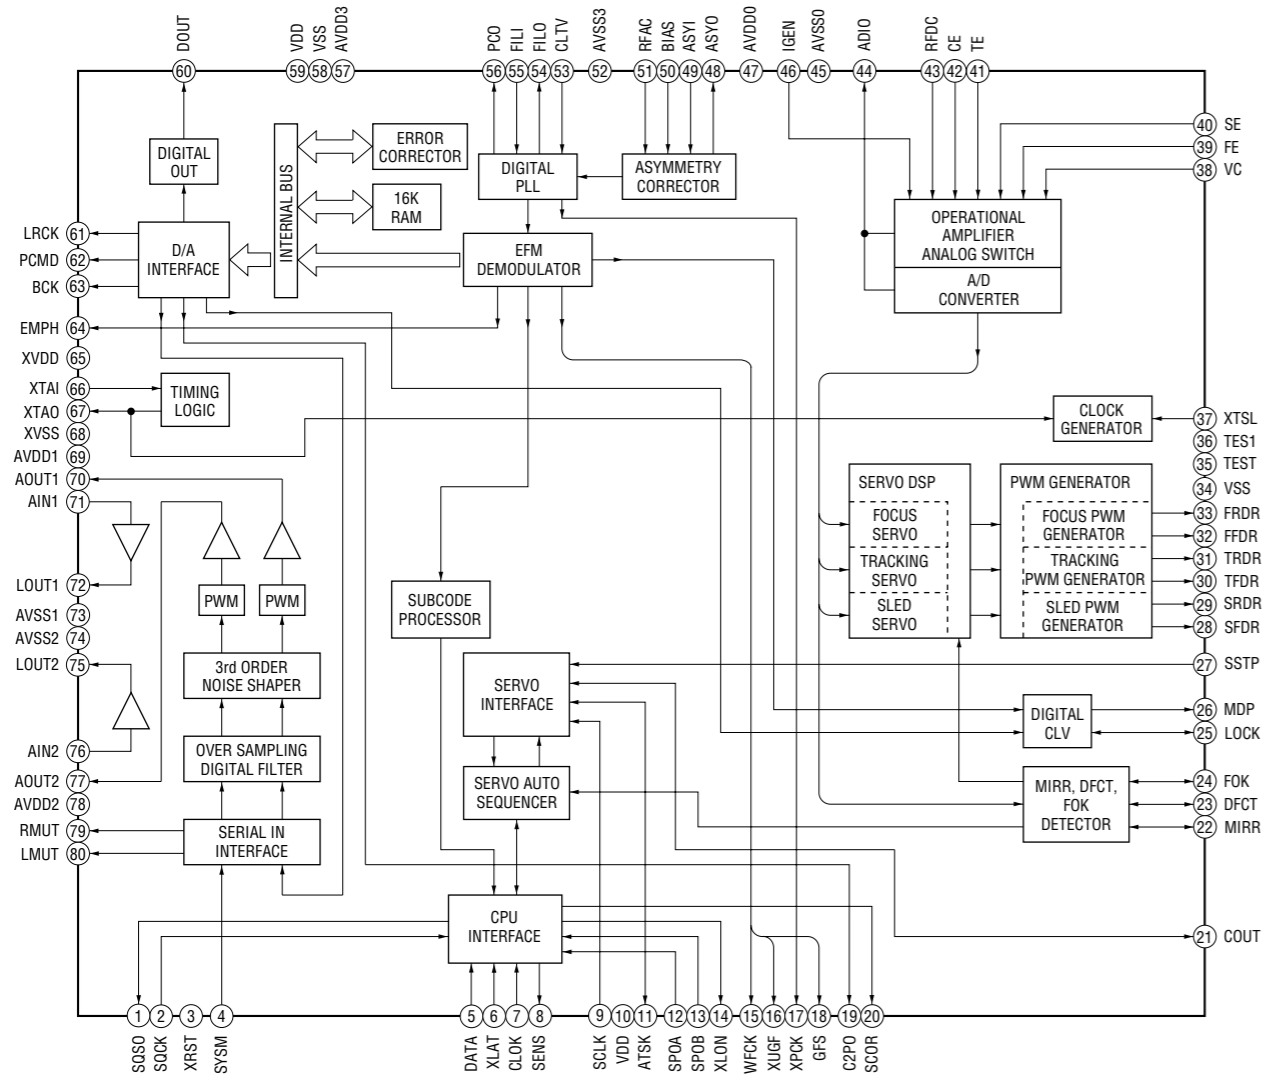 DOUT
VDD
VSS
AVDD3
PCO
FILI
FILO
CLTV
AVSS3
RFAC
BIAS
ASYI
ASYO
AVDD0
IGEN
AVSS0
ADIO
RFDC
CE
TE
60
59
58
57
56
55
54
53
52
51
50
49
48
47
46
45
44
43
42
41
40 SE
39 FE
38 VC
DIGITAL
OUT
INTERNAL BUS
ERROR
CORRECTOR
16K
RAM
DIGITAL
PLL
ASYMMETRY
CORRECTOR
OPERATIONAL
AMPLIFIER
ANALOG SWITCH
A/D
CONVERTER
LRCK 61
PCMD 62
BCK 63
D/A
INTERFACE
EFM
DEMODULATOR
EMPH 64
XVDD 65
XTAI 66
XTAO 67
XVSS 68
AVDD1 69
AOUT1 70
AIN1 71
TIMING
LOGIC
CLOCK
GENERATOR
37 XTSL
36 TES1
35 TEST
34 VSS
33 FRDR
32 FFDR
31 TRDR
30 TFDR
29 SRDR
28 SFDR
SERVO DSP
FOCUS
SERVO
TRACKING
SERVO
SLED
SERVO
PWM GENERATOR
FOCUS PWM
GENERATOR
TRACKING
PWM GENERATOR
SLED PWM
GENERATOR
LOUT1 72
AVSS1 73
AVSS2 74
LOUT2 75
AIN2 76
AOUT2 77
AVDD2 78
RMUT 79
LMUT 80
PWM
PWM
3rd ORDER
NOISE SHAPER
OVER SAMPLING
DIGITAL FILTER
SERIAL IN
INTERFACE
SUBCODE
PROCESSOR
SERVO
INTERFACE
SERVO AUTO
SEQUENCER
CPU
INTERFACE
DIGITAL
CLV
MIRR, DFCT,
FOK
DETECTOR
27 SSTP
26 MDP
25 LOCK
24 FOK
23 DFCT
22 MIRR
21 COUT
1
2
3
4
5
6
7
8
9
10
11
12
13
14
15
16
17
18
19
20
SQSO
SQCK
XRST
SYSM
DATA
XLAT
CLOK
SENS
SCLK
VDD
ATSK
SPOA
SPOB
XLON
WFCK
XUGF
XPCK
GFS
C2PO
SCOR